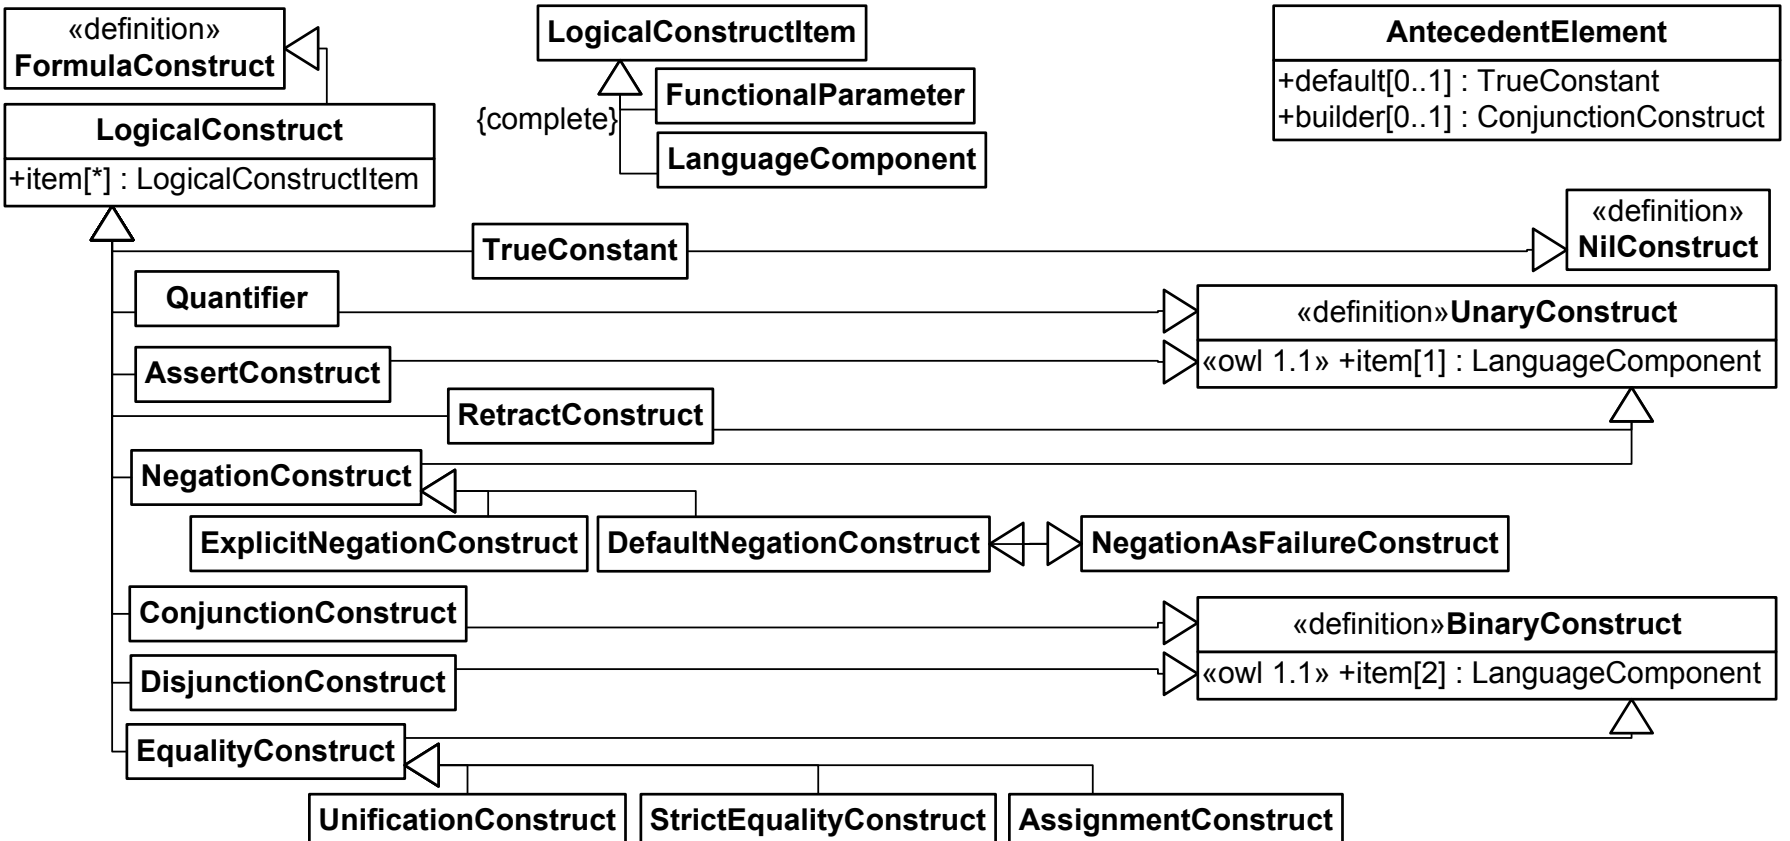 «definition»
FormulaConstruct
LogicalConstruct
+item[*] : LogicalConstructItem
LogicalConstructItem
{complete}
FunctionalParameter
LanguageComponent
AntecedentElement
+default[0..1] : TrueConstant
+builder[0..1] : ConjunctionConstruct
TrueConstant
«definition»
NilConstruct
Quantifier
«definition»UnaryConstruct
«owl 1.1» +item[1] : LanguageComponent
AssertConstruct
RetractConstruct
NegationConstruct
ExplicitNegationConstruct
DefaultNegationConstruct
NegationAsFailureConstruct
ConjunctionConstruct
«definition»BinaryConstruct
«owl 1.1» +item[2] : LanguageComponent
DisjunctionConstruct
EqualityConstruct
UnificationConstruct
StrictEqualityConstruct
AssignmentConstruct